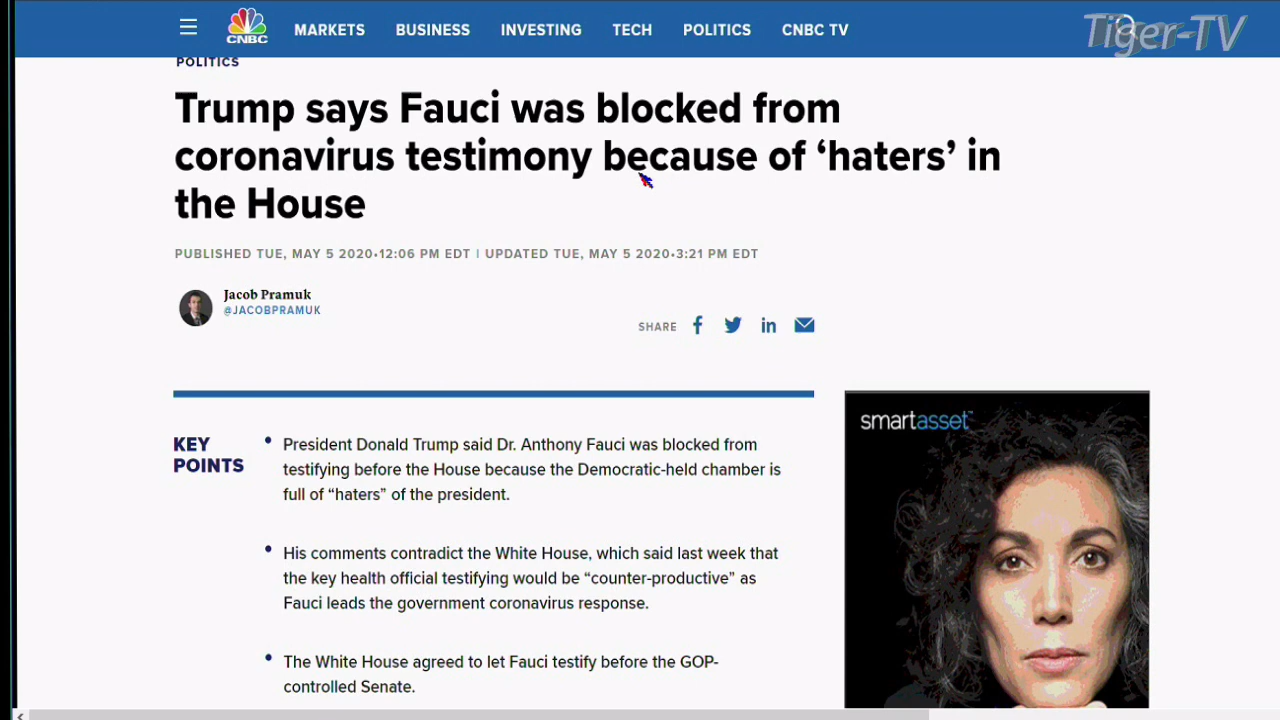 CNBC
MARKETS BUSINESS INVESTING TECH POLITICS CNBC TV
Tiger-TV
POLITICS
Trump says Fauci was blocked from
coronavirus testimony because of ‘haters’ in
the House
PUBLISHED TUE, MAY 5 2020•12:06 PM EDT | UPDATED TUE, MAY 5 2020•3:21 PM EDT
Jacob Pramuk
@JACOBPRAMUK
SHARE
smartasset™
KEY
POINTS
• President Donald Trump said Dr. Anthony Fauci was blocked from
testifying before the House because the Democratic-held chamber is
full of “haters” of the president.
• His comments contradict the White House, which said last week that
the key health official testifying would be “counter-productive” as
Fauci leads the government coronavirus response.
• The White House agreed to let Fauci testify before the GOP-
controlled Senate.